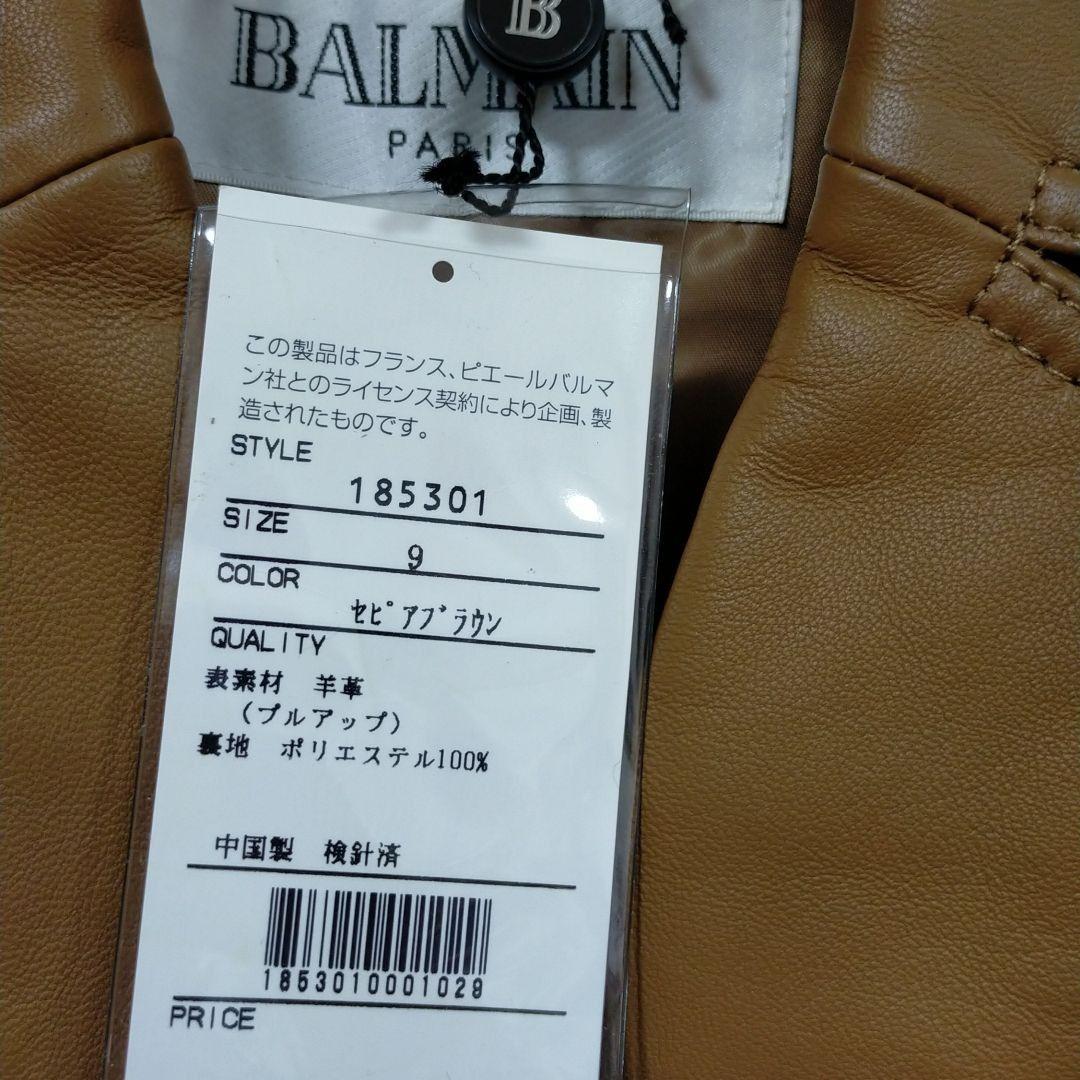 BALMAIN
B
PARIS
この製品はフランス、ピエールバルマ
ン社とのライセンス契約により企画、製
造されたものです。
STYLE
185301
SIZE
9
COLOR
ｾﾋﾟｱﾌﾞﾗｳﾝ
QUALITY
表素材 羊革
（プルアップ）
裏地 ポリエステル100%
中国製 検針済
1853010001029
PRICE